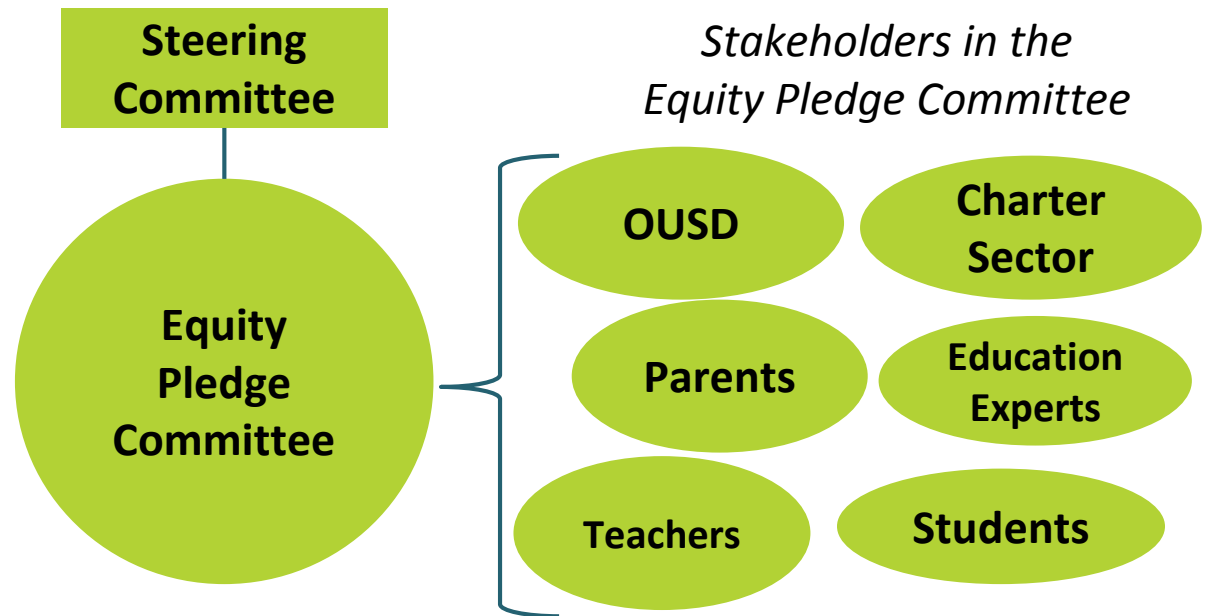 Steering
Committee
Stakeholders in the
Equity Pledge Committee
Equity
Pledge
Committee
OUSD
Charter
Sector
Parents
Education
Experts
Teachers
Students